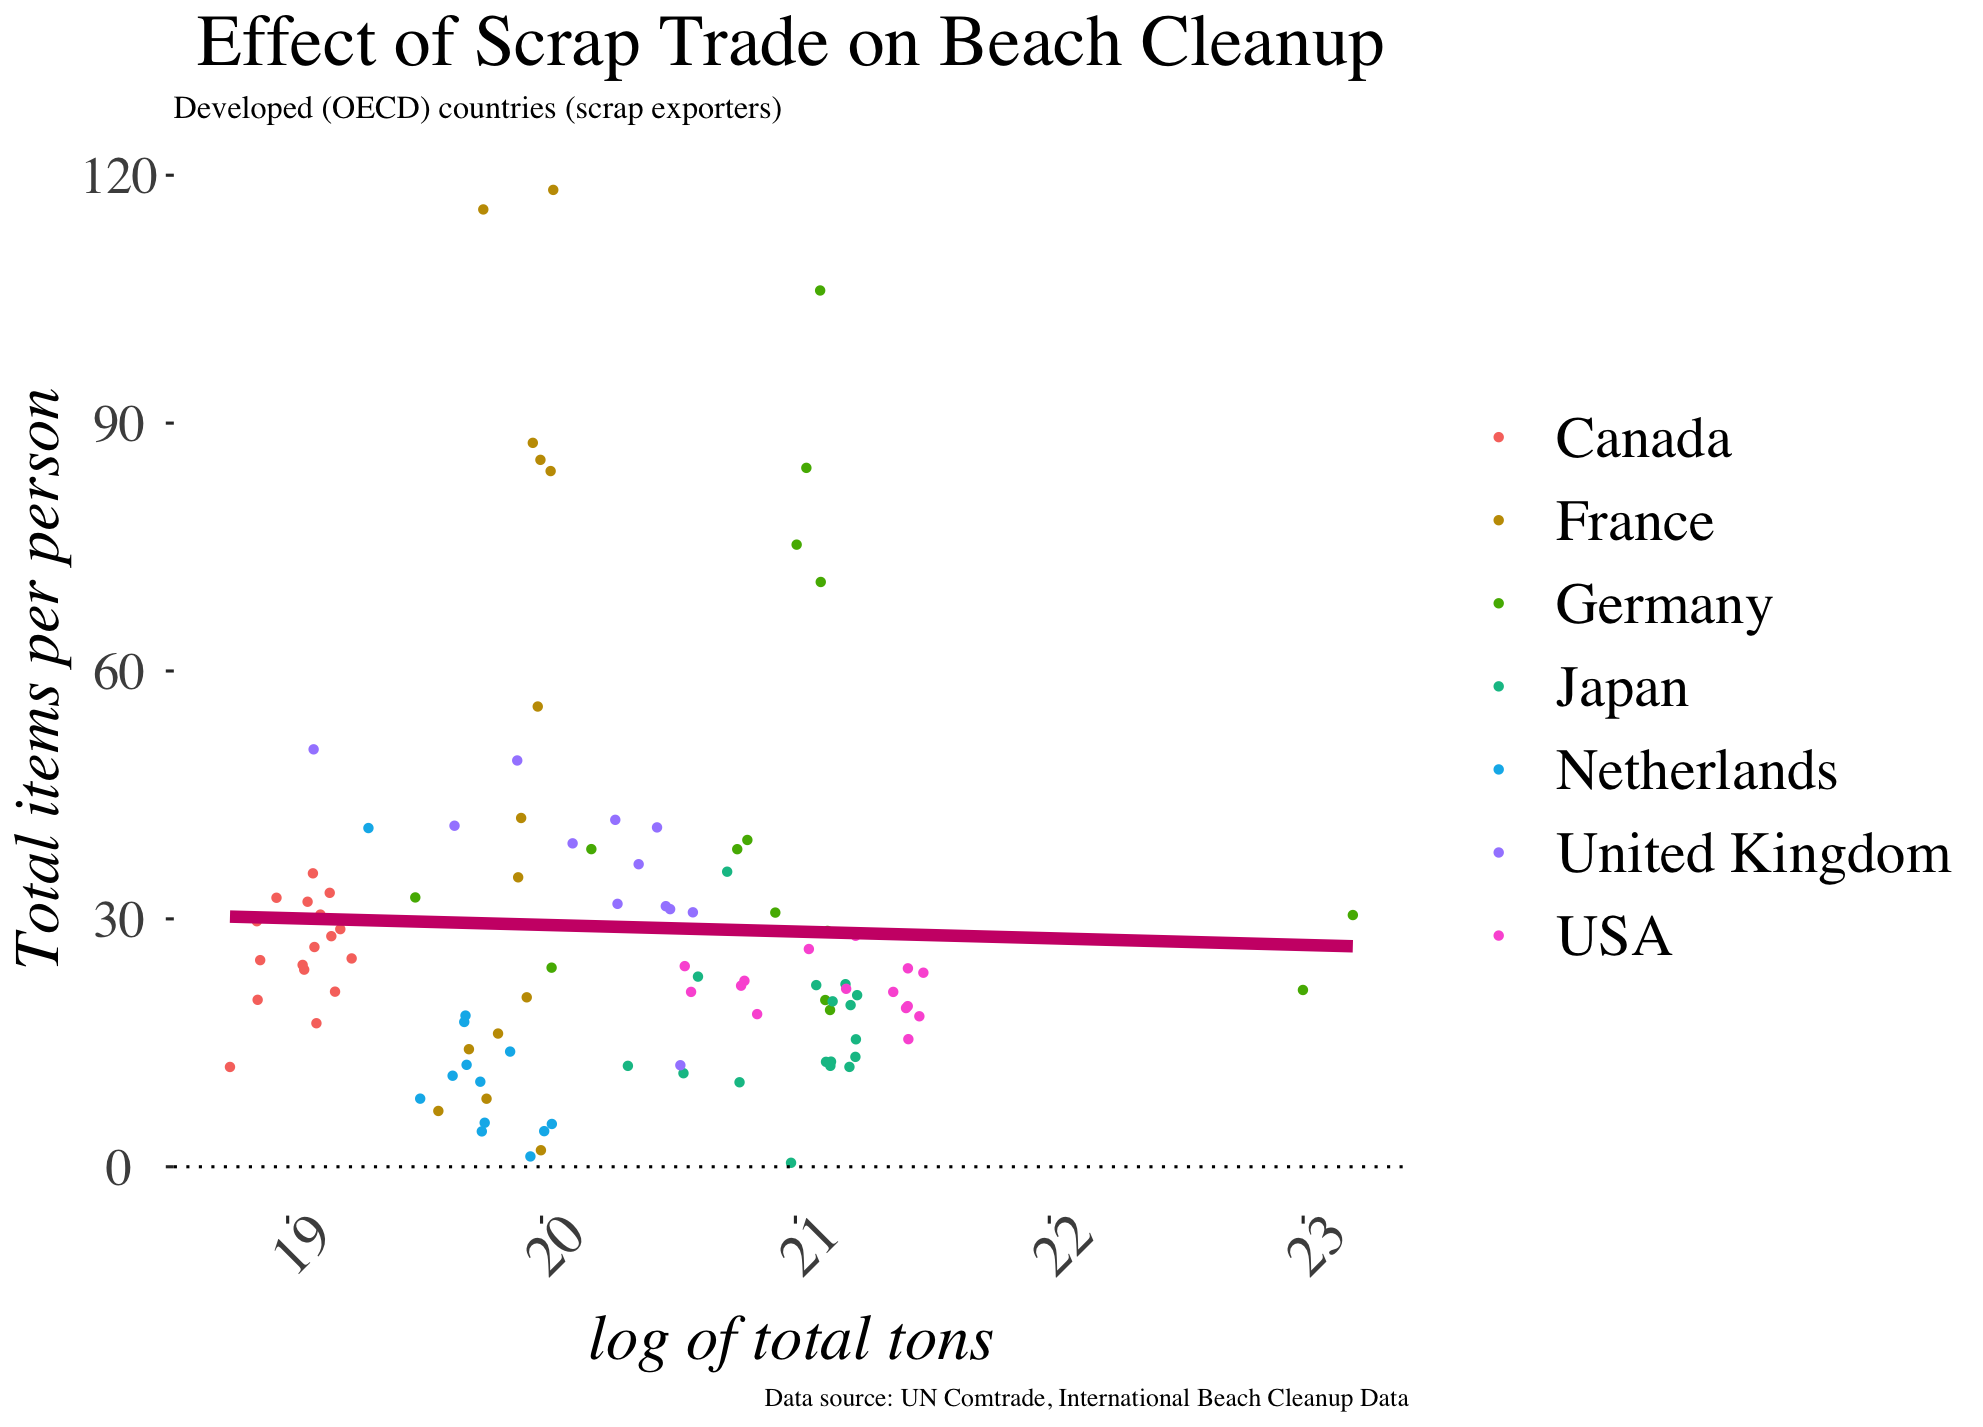 Effect of Scrap Trade on Beach Cleanup
Developed (OECD) countries (scrap exporters)
Total items per person
120
90
60
30
0
19
20
21
22
23
log of total tons
Canada
France
Germany
Japan
Netherlands
United Kingdom
USA
Data source: UN Comtrade, International Beach Cleanup Data